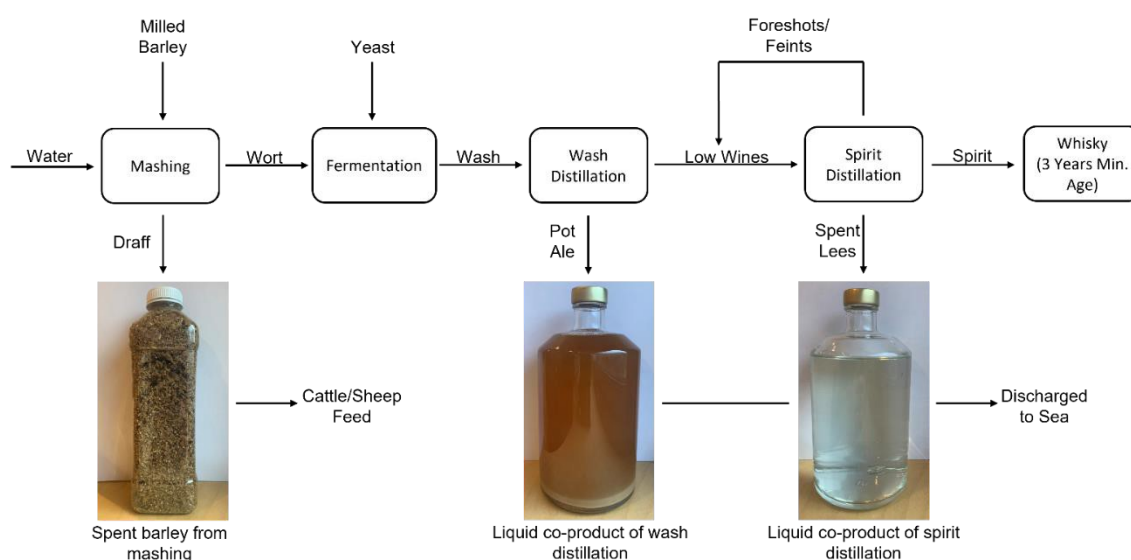 Milled
Barley
Yeast
Foreshots/
Feints
Water
Mashing
Wort
Fermentation
Wash
Wash
Distillation
Low Wines
Spirit
Distillation
Spirit
Whisky
(3 Years Min.
Age)
Draff
Pot
Ale
Spent
Lees
Cattle/Sheep
Feed
Discharged
to Sea
Spent barley from
mashing
Liquid co-product of wash
distillation
Liquid co-product of spirit
distillation